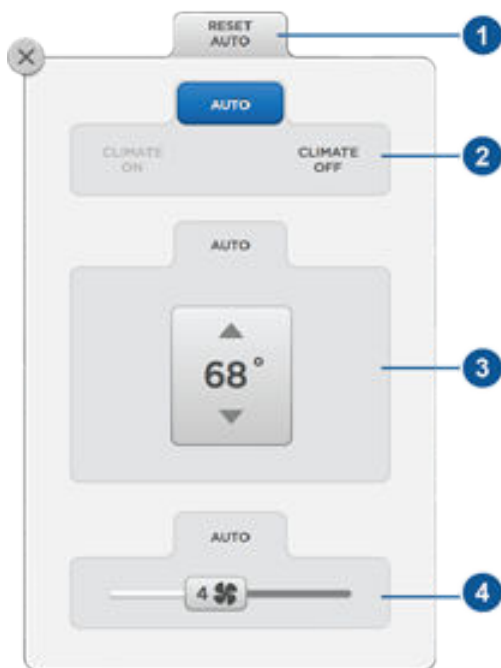 RESET
AUTO
1
AUTO
CLIMATE
ON
CLIMATE
OFF
2
AUTO
68°
3
AUTO
4
4